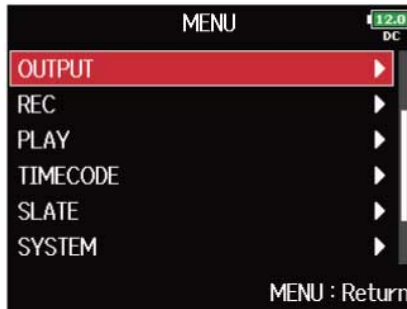 MENU
12.0
DC
OUTPUT
REC
PLAY
TIMECODE
SLATE
SYSTEM
MENU : Return